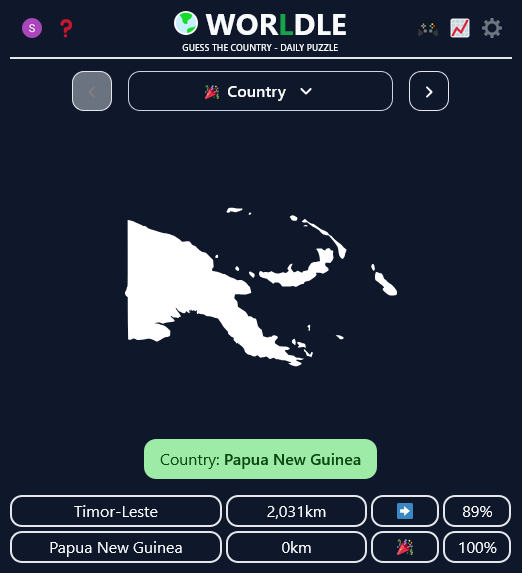 S ? WORLDLE
GUESS THE COUNTRY - DAILY PUZZLE
Country
Country: Papua New Guinea
Timor-Leste 2,031km 89%
Papua New Guinea 0km 100%